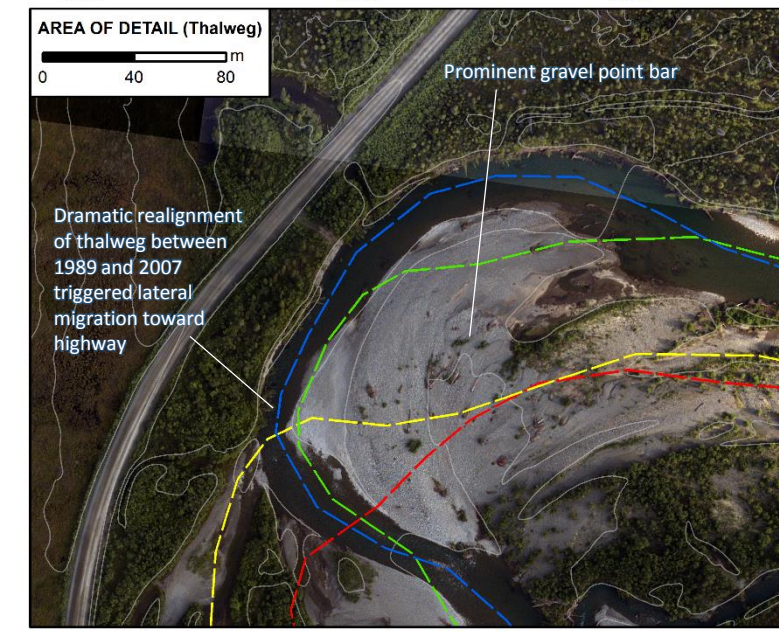 AREA OF DETAIL (Thalweg)
m
0 40 80
Prominent gravel point bar
Dramatic realignment
of thalweg between
1989 and 2007
triggered lateral
migration toward
highway